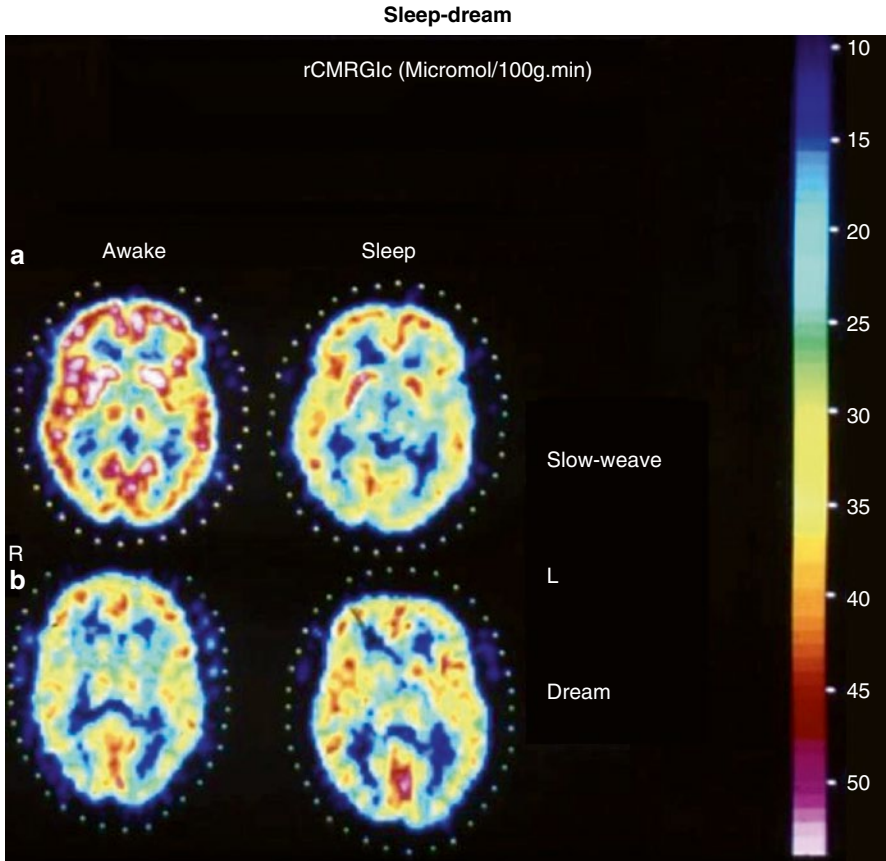 Sleep-dream
rCMRGlc (Micromol/100g.min)
10
15
20
25
30
35
40
45
50
a
Awake
Sleep
Slow-weave
R
L
b
Dream